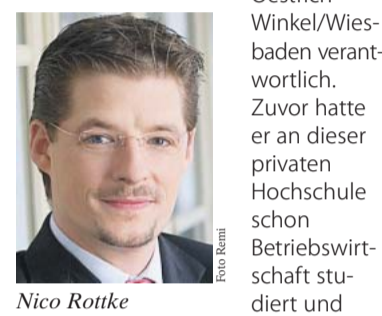 Oestrich-
Winkel/Wies-
baden verant-
wortlich.
Zuvor hatte
er an dieser
privaten
Hochschule
schon
Betriebswirt-
schaft stu-
diert und
Foto Remi
Nico Rottke